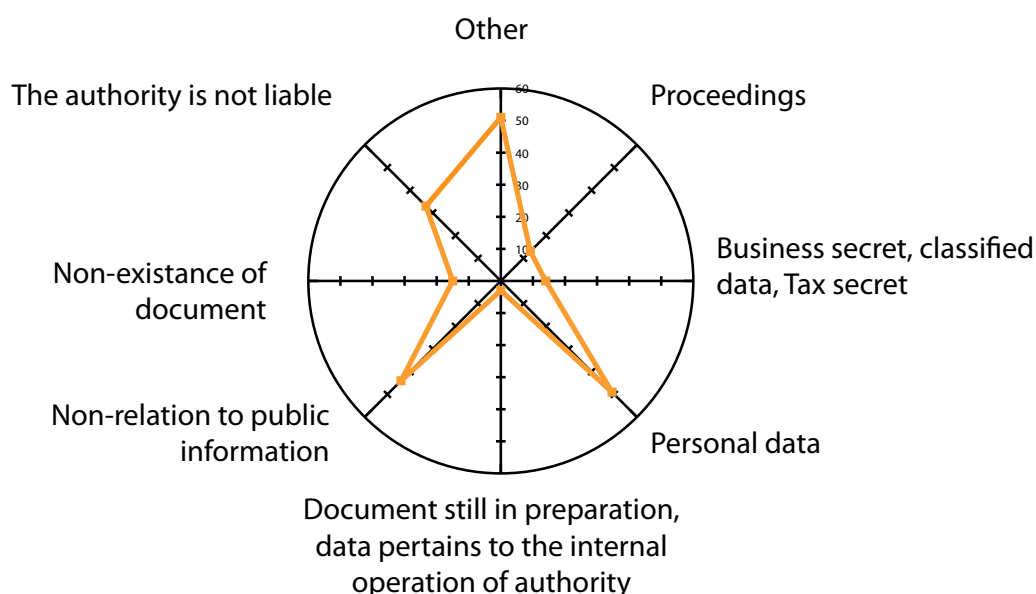 Other
The authority is not liable
Proceedings
60
50
40
30
20
10
Business secret, classified
data, Tax secret
Non-existance of
document
Non-relation to public
information
Personal data
Document still in preparation,
data pertains to the internal
operation of authority